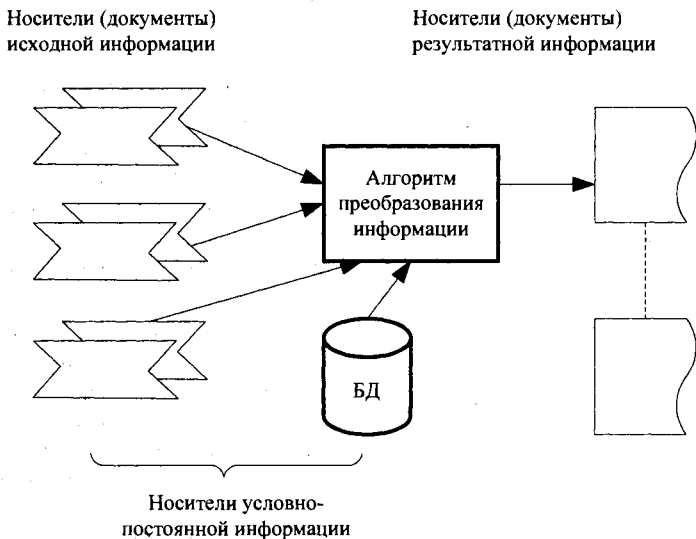 Носители (документы)
исходной информации
Носители (документы)
результатной информации
Алгоритм
преобразования
информации
БД
Носители условно-
постоянной информации